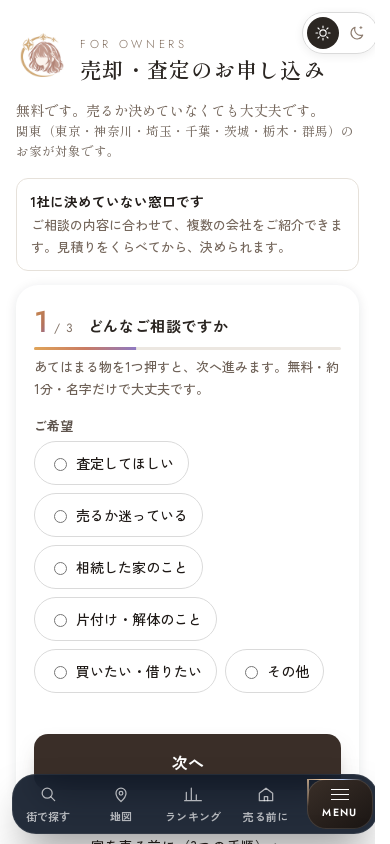 FOR OWNERS
売却・査定のお申し込み
無料です。売るか決めていなくても大丈夫です。
関東（東京・神奈川・埼玉・千葉・茨城・栃木・群馬）の
お家が対象です。
1社に決めていない窓口です
ご相談の内容に合わせて、複数の会社をご紹介できま
す。見積りをくらべてから、決められます。
1 / 3 どんなご相談ですか
あてはまる物を1つ押すと、次へ進みます。無料・約
1分・名字だけで大丈夫です。
ご希望
査定してほしい
売るか迷っている
相続した家のこと
片付け・解体のこと
買いたい・借りたい
その他
次へ
街で探す
地図
ランキング
売る前に
MENU